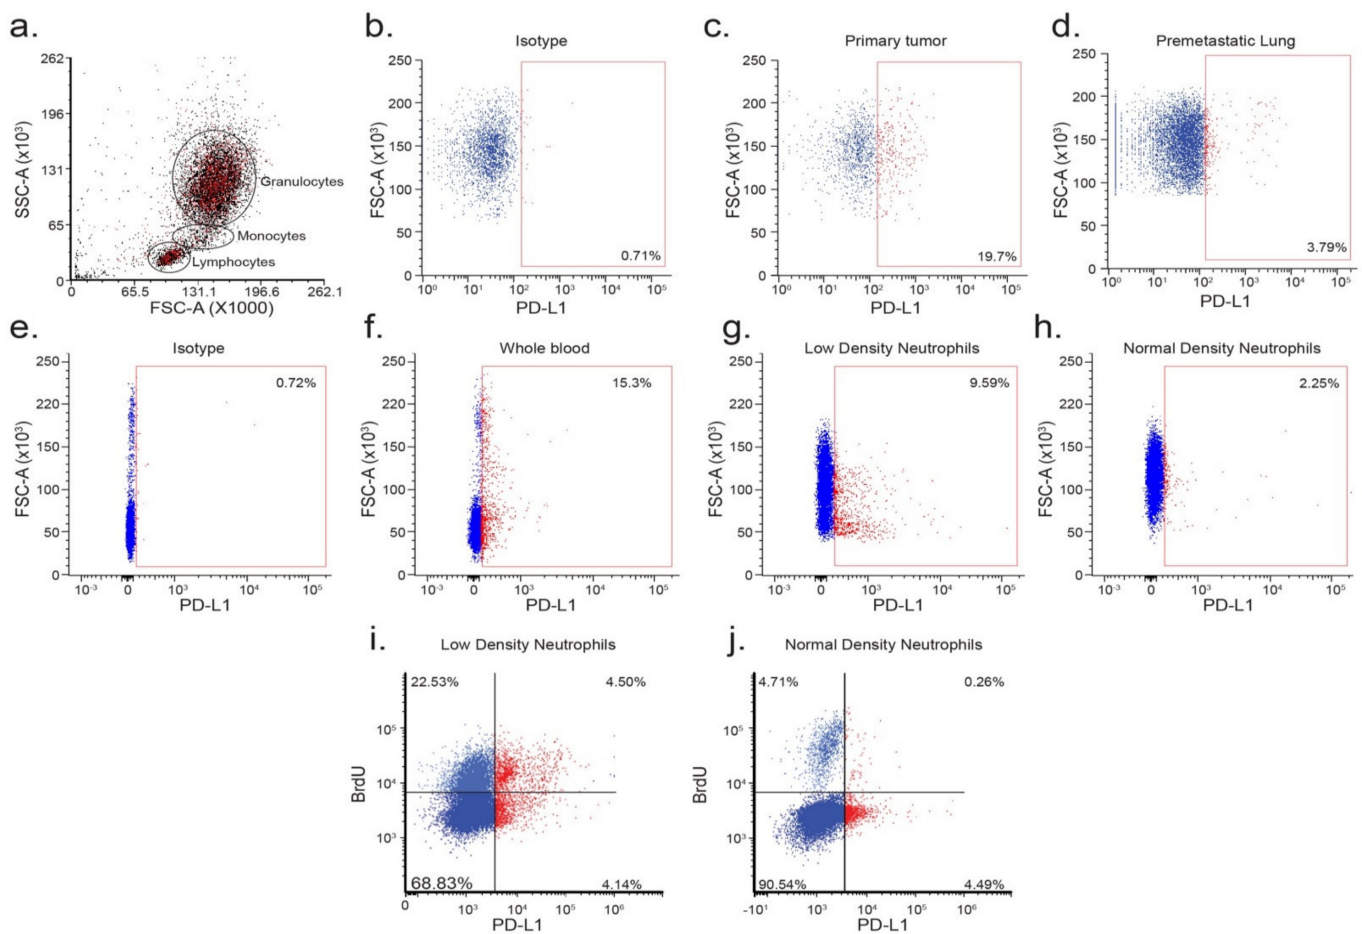 a.
262
196
131
65
0
SSC-A (x10³)
Granulocytes
Monocytes
Lymphocytes
0 65.5 131.1 196.6 262.1
FSC-A (X1000)
b.
Isotype
250
200
150
100
50
0
FSC-A (x10³)
0.71%
10⁰ 10¹ 10² 10³ 10⁴ 10⁵
PD-L1
c.
Primary tumor
250
200
150
100
50
0
FSC-A (x10³)
19.7%
10⁰ 10¹ 10² 10³ 10⁴ 10⁵
PD-L1
d.
Premetastatic Lung
250
200
150
100
50
0
FSC-A (x10³)
3.79%
10⁰ 10¹ 10² 10³ 10⁴ 10⁵
PD-L1
e.
Isotype
250
220
150
100
50
0
FSC-A (x10³)
0.72%
10⁻³ 0 10³ 10⁴ 10⁵
PD-L1
f.
Whole blood
250
220
150
100
50
0
FSC-A (x10³)
15.3%
10⁻³ 0 10³ 10⁴ 10⁵
PD-L1
g.
Low Density Neutrophils
250
220
150
100
50
0
FSC-A (x10³)
9.59%
10⁻³ 0 10³ 10⁴ 10⁵
PD-L1
h.
Normal Density Neutrophils
250
220
150
100
50
0
FSC-A (x10³)
2.25%
10⁻³ 0 10³ 10⁴ 10⁵
PD-L1
i.
Low Density Neutrophils
22.53% 4.50%
10⁵
10⁴
10³
BrdU
68.83% 4.14%
0 10³ 10⁴ 10⁵ 10⁶
PD-L1
j.
Normal Density Neutrophils
4.71% 0.26%
10⁵
10⁴
10³
BrdU
90.54% 4.49%
-10¹ 10³ 10⁴ 10⁵ 10⁶
PD-L1